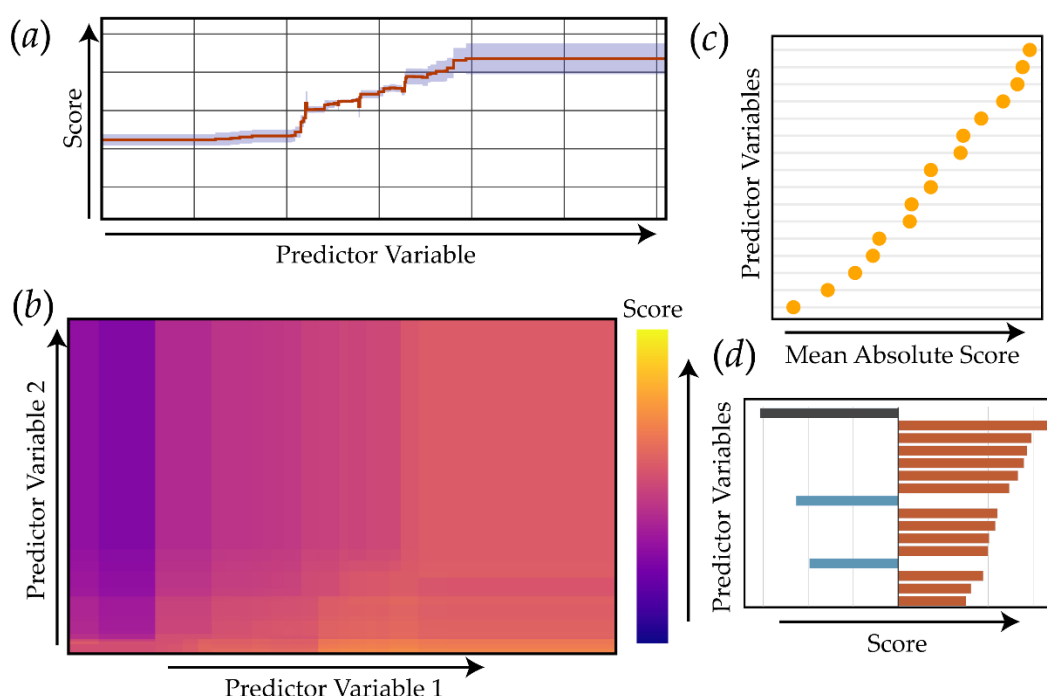 (a)
Score
Predictor Variable
(b)
Predictor Variable 2
Predictor Variable 1
Score
(c)
Predictor Variables
Mean Absolute Score
(d)
Predictor Variables
Score